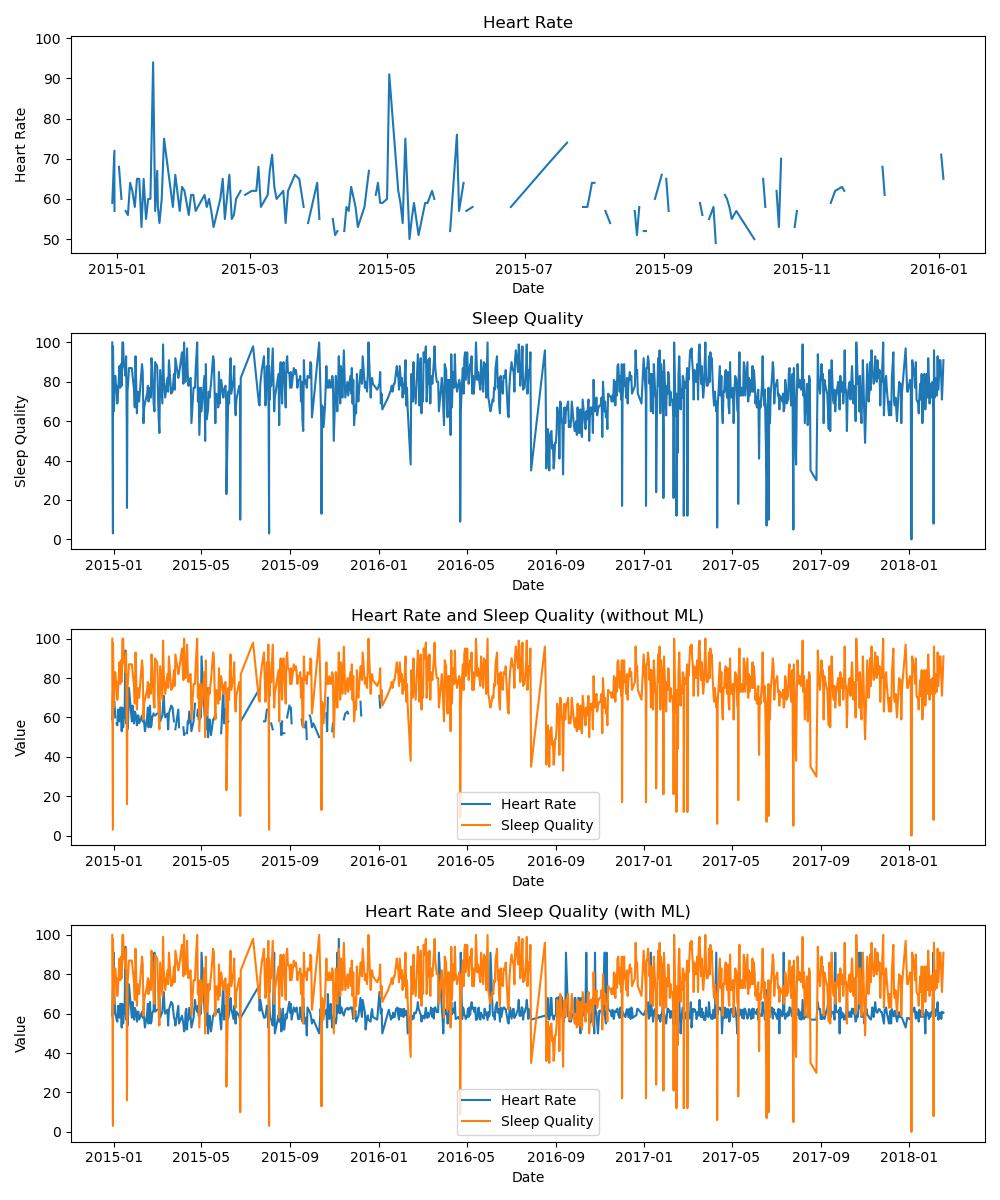 Heart Rate
100
90
80
70
60
50
Heart Rate
2015-01 2015-03 2015-05 2015-07 2015-09 2015-11 2016-01
Date
Sleep Quality
100
80
60
40
20
0
Sleep Quality
2015-01 2015-05 2015-09 2016-01 2016-05 2016-09 2017-01 2017-05 2017-09 2018-01
Date
Heart Rate and Sleep Quality (without ML)
100
80
60
40
20
0
Value
Heart Rate
Sleep Quality
2015-01 2015-05 2015-09 2016-01 2016-05 2016-09 2017-01 2017-05 2017-09 2018-01
Date
Heart Rate and Sleep Quality (with ML)
100
80
60
40
20
0
Value
Heart Rate
Sleep Quality
2015-01 2015-05 2015-09 2016-01 2016-05 2016-09 2017-01 2017-05 2017-09 2018-01
Date